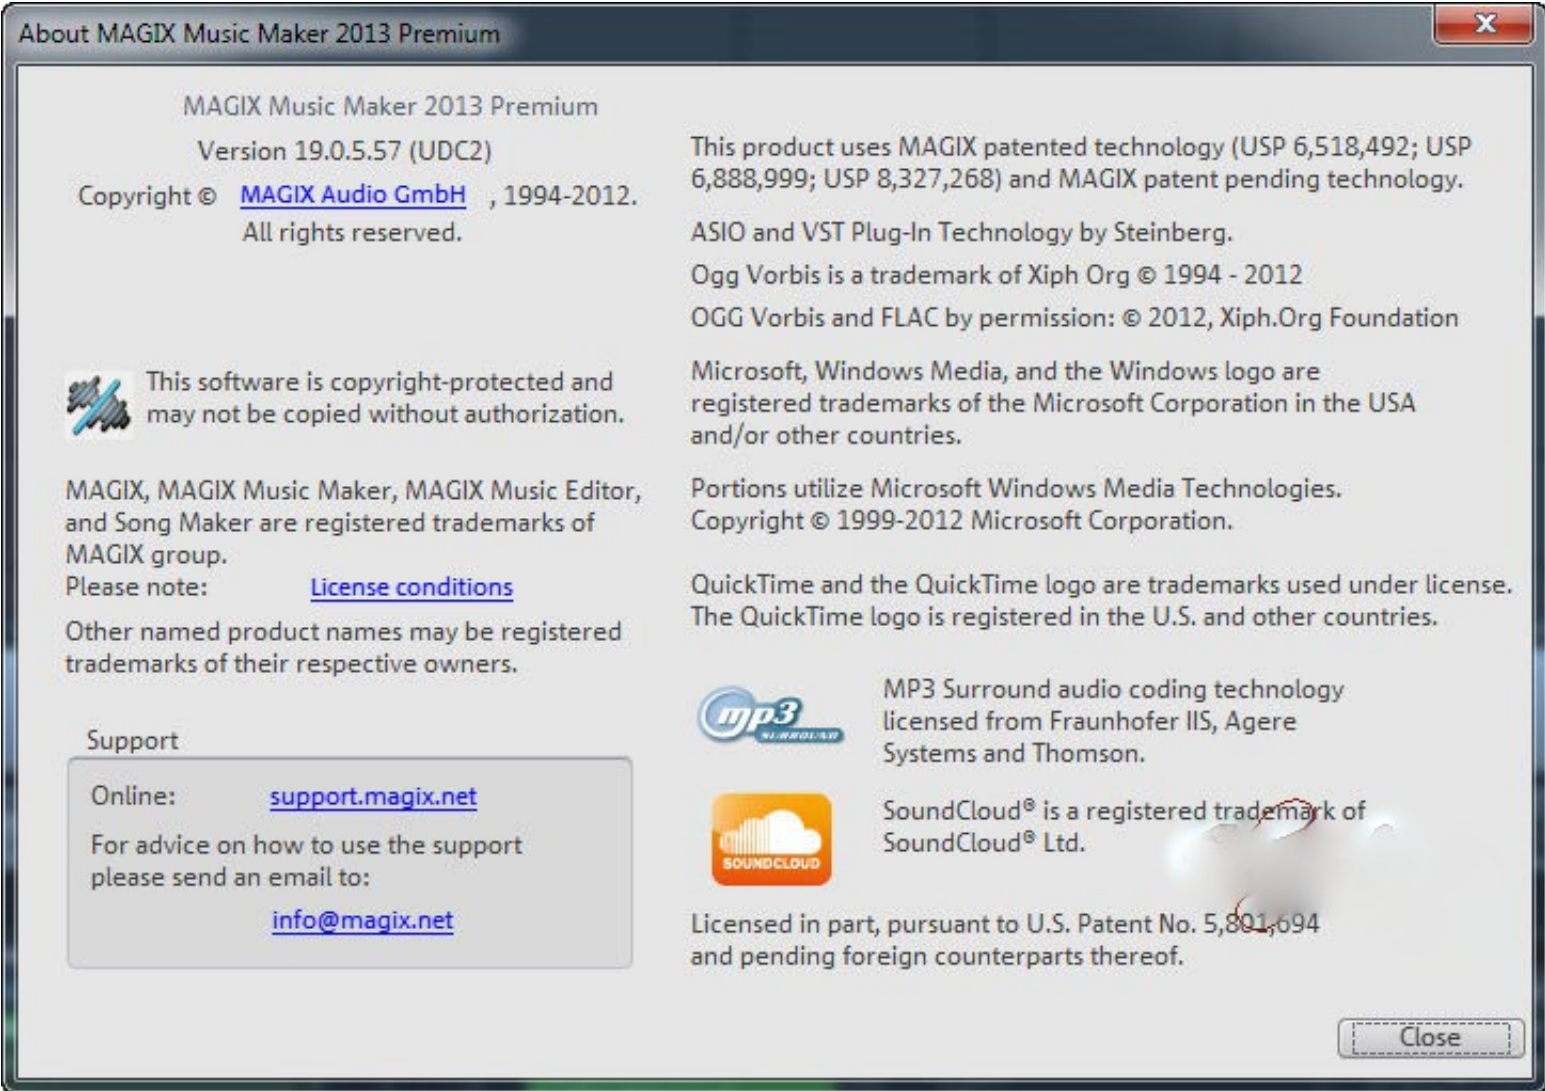 About MAGIX Music Maker 2013 Premium
X
MAGIX Music Maker 2013 Premium
Version 19.0.5.57 (UDC2)
Copyright © MAGIX Audio GmbH , 1994-2012.
All rights reserved.
This software is copyright-protected and
may not be copied without authorization.
MAGIX, MAGIX Music Maker, MAGIX Music Editor,
and Song Maker are registered trademarks of
MAGIX group.
Please note: License conditions
Other named product names may be registered
trademarks of their respective owners.
Support
Online: support.magix.net
For advice on how to use the support
please send an email to:
info@magix.net
This product uses MAGIX patented technology (USP 6,518,492; USP
6,888,999; USP 8,327,268) and MAGIX patent pending technology.
ASIO and VST Plug-In Technology by Steinberg.
Ogg Vorbis is a trademark of Xiph Org © 1994 - 2012
OGG Vorbis and FLAC by permission: © 2012, Xiph.Org Foundation
Microsoft, Windows Media, and the Windows logo are
registered trademarks of the Microsoft Corporation in the USA
and/or other countries.
Portions utilize Microsoft Windows Media Technologies.
Copyright © 1999-2012 Microsoft Corporation.
QuickTime and the QuickTime logo are trademarks used under license.
The QuickTime logo is registered in the U.S. and other countries.
mp3
SURROUND
MP3 Surround audio coding technology
licensed from Fraunhofer IIS, Agere
Systems and Thomson.
SOUNDCLOUD
SoundCloud® is a registered trademark of
SoundCloud® Ltd.
Licensed in part, pursuant to U.S. Patent No. 5,801,694
and pending foreign counterparts thereof.
Close